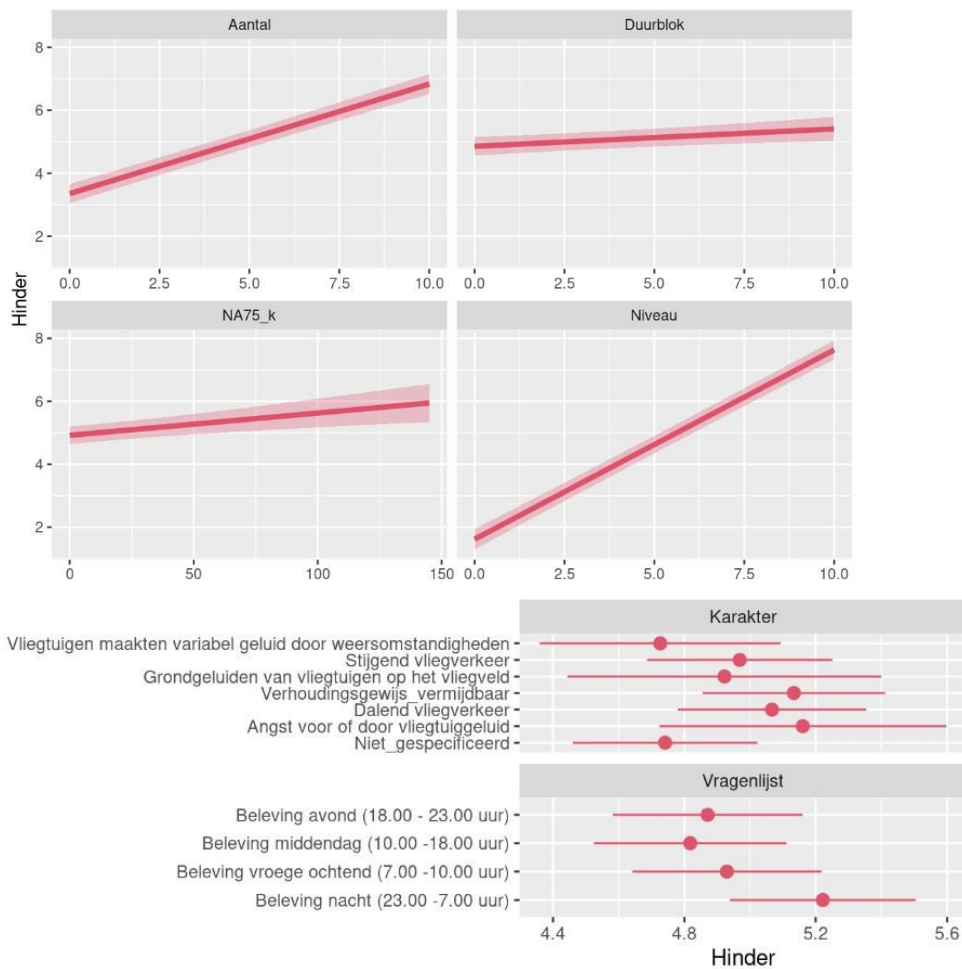 Aantal
Duurblok
8
6
4
2
0.0 2.5 5.0 7.5 10.0
0.0 2.5 5.0 7.5 10.0
Hinder
NA75_k
Niveau
8
6
4
2
0 50 100 150
0.0 2.5 5.0 7.5 10.0
Karakter
Vliegtuigen maakten variabel geluid door weersomstandigheden
Stijgend vliegverkeer
Grondgeluiden van vliegtuigen op het vliegveld
Verhoudingsgewijs_vermijdbaar
Dalend vliegverkeer
Angst voor of door vliegtuiggeluid
Niet_gespecificeerd
Vragenlijst
Beleving avond (18.00 - 23.00 uur)
Beleving middendag (10.00 -18.00 uur)
Beleving vroege ochtend (7.00 -10.00 uur)
Beleving nacht (23.00 -7.00 uur)
4.4 4.8 5.2 5.6
Hinder